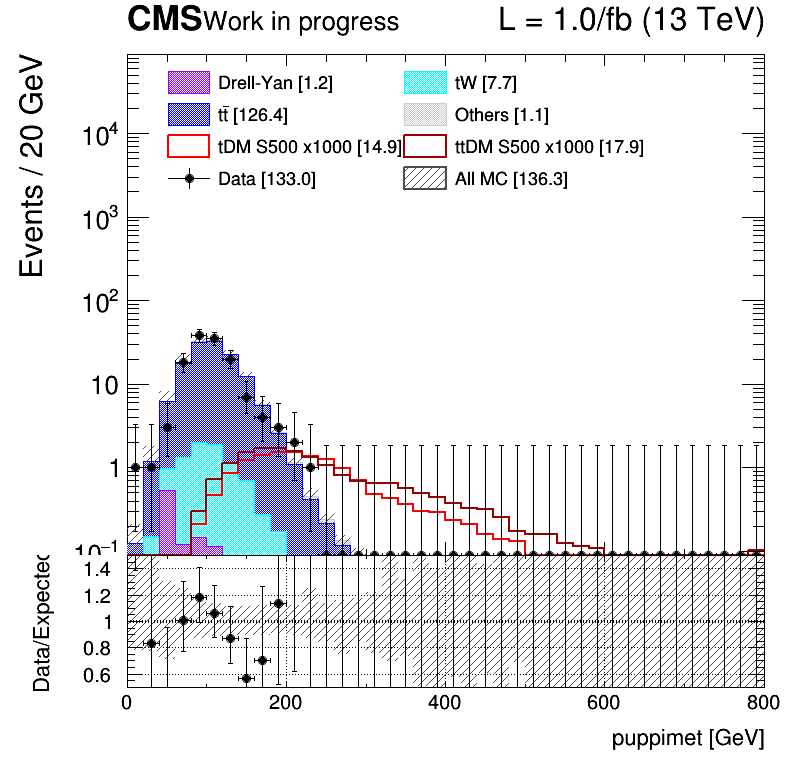 CMS Work in progress L = 1.0/fb (13 TeV)
Events / 20 GeV
Drell-Yan [1.2] tW [7.7]
tt̄ [126.4] Others [1.1]
tDM S500 x1000 [14.9] ttDM S500 x1000 [17.9]
Data [133.0] All MC [136.3]
10⁴
10³
10²
10
1
10⁻¹
Data/Expected
1.4
1.2
1
0.8
0.6
0 200 400 600 800
puppimet [GeV]